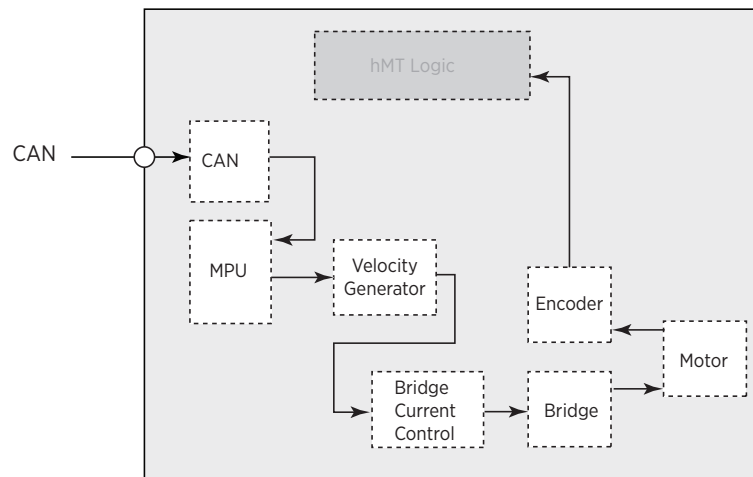 hMT Logic
CAN
CAN
MPU
Velocity
Generator
Encoder
Motor
Bridge
Current
Control
Bridge